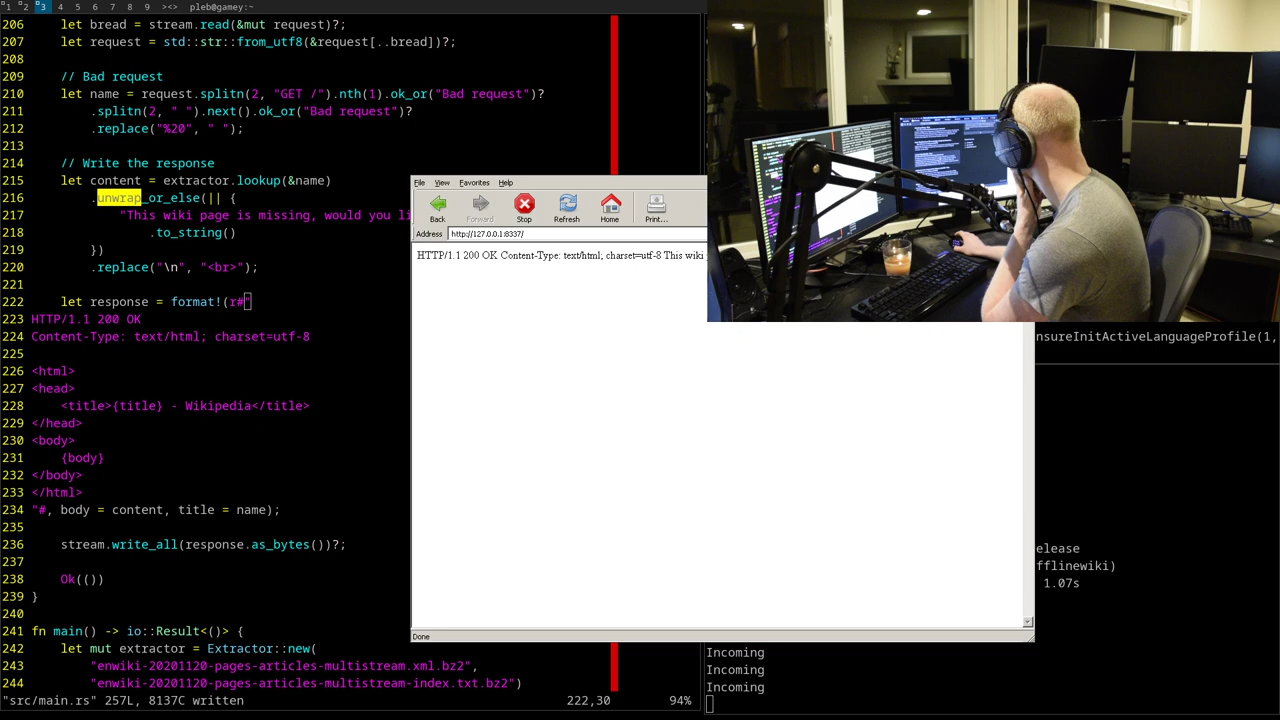 1 2 3 4 5 6 7 8 9 ><> pleb@gamey:~
206 let bread = stream.read(&mut request)?;
207 let request = std::str::from_utf8(&request[..bread])?;
208
209 // Bad request
210 let name = request.splitn(2, "GET /").nth(1).ok_or("Bad request")?
211 .splitn(2, " ").next().ok_or("Bad request")?
212 .replace("%20", " ");
213
214 // Write the response
215 let content = extractor.lookup(&name)
216 .unwrap_or_else(|| {
217 "This wiki page is missing, would you li
218 .to_string()
219 })
220 .replace("\n", "<br>");
221
222 let response = format!(r#"
223 HTTP/1.1 200 OK
224 Content-Type: text/html; charset=utf-8
225
226 <html>
227 <head>
228 <title>{title} - Wikipedia</title>
229 </head>
230 <body>
231 {body}
232 </body>
233 </html>
234 "#, body = content, title = name);
235
236 stream.write_all(response.as_bytes())?;
237
238 Ok(())
239 }
240
241 fn main() -> io::Result<()> {
242 let mut extractor = Extractor::new(
243 "enwiki-20201120-pages-articles-multistream.xml.bz2",
244 "enwiki-20201120-pages-articles-multistream-index.txt.bz2")
"src/main.rs" 257L, 8137C written 222,30 94%
File View Favorites Help
Back Forward Stop Refresh Home Print...
Address http://127.0.0.1:8337/
HTTP/1.1 200 OK Content-Type: text/html; charset=utf-8 This wiki
Done
nsureInitActiveLanguageProfile(1,
elease
fflinewiki)
1.07s
Incoming
Incoming
Incoming